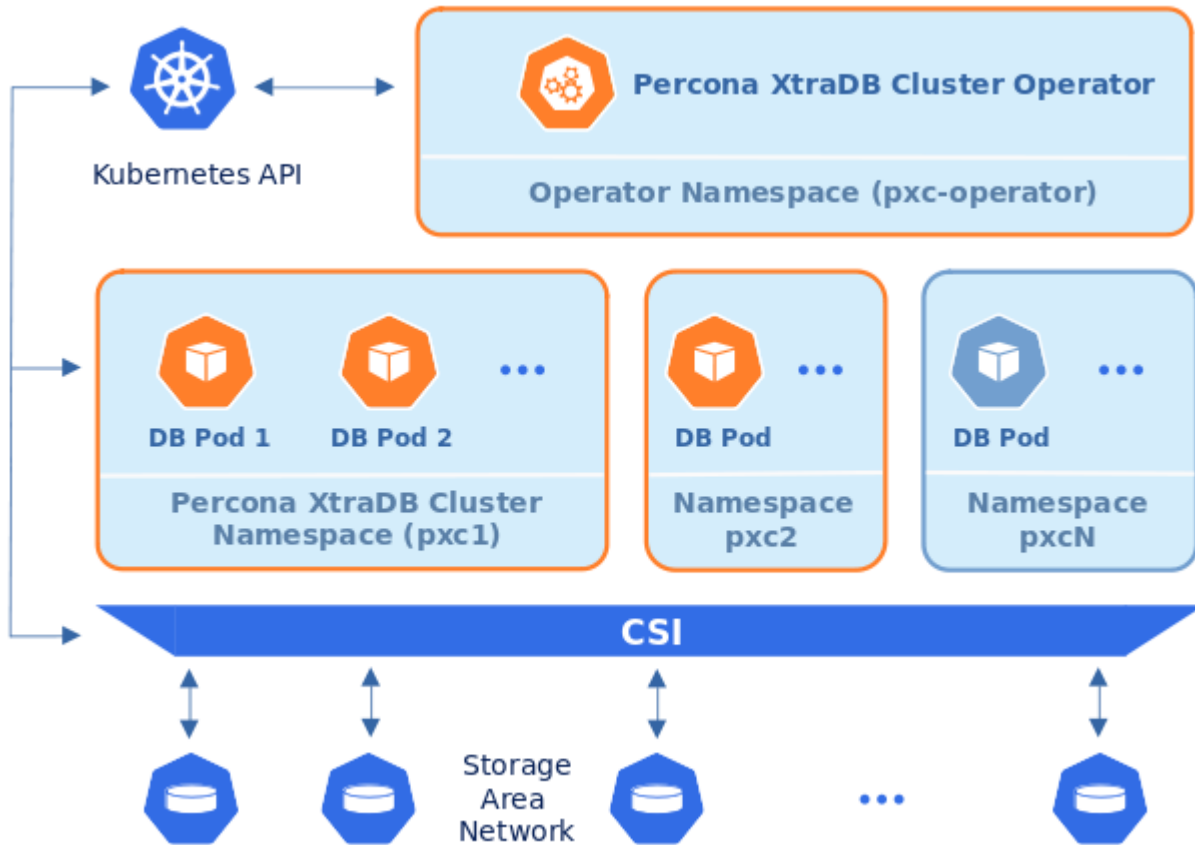 Percona XtraDB Cluster Operator
Kubernetes API
Operator Namespace (pxc-operator)
DB Pod 1
DB Pod 2
...
Percona XtraDB Cluster
Namespace (pxc1)
DB Pod
...
Namespace
pxc2
DB Pod
...
Namespace
pxcN
CSI
Storage
Area
Network
...